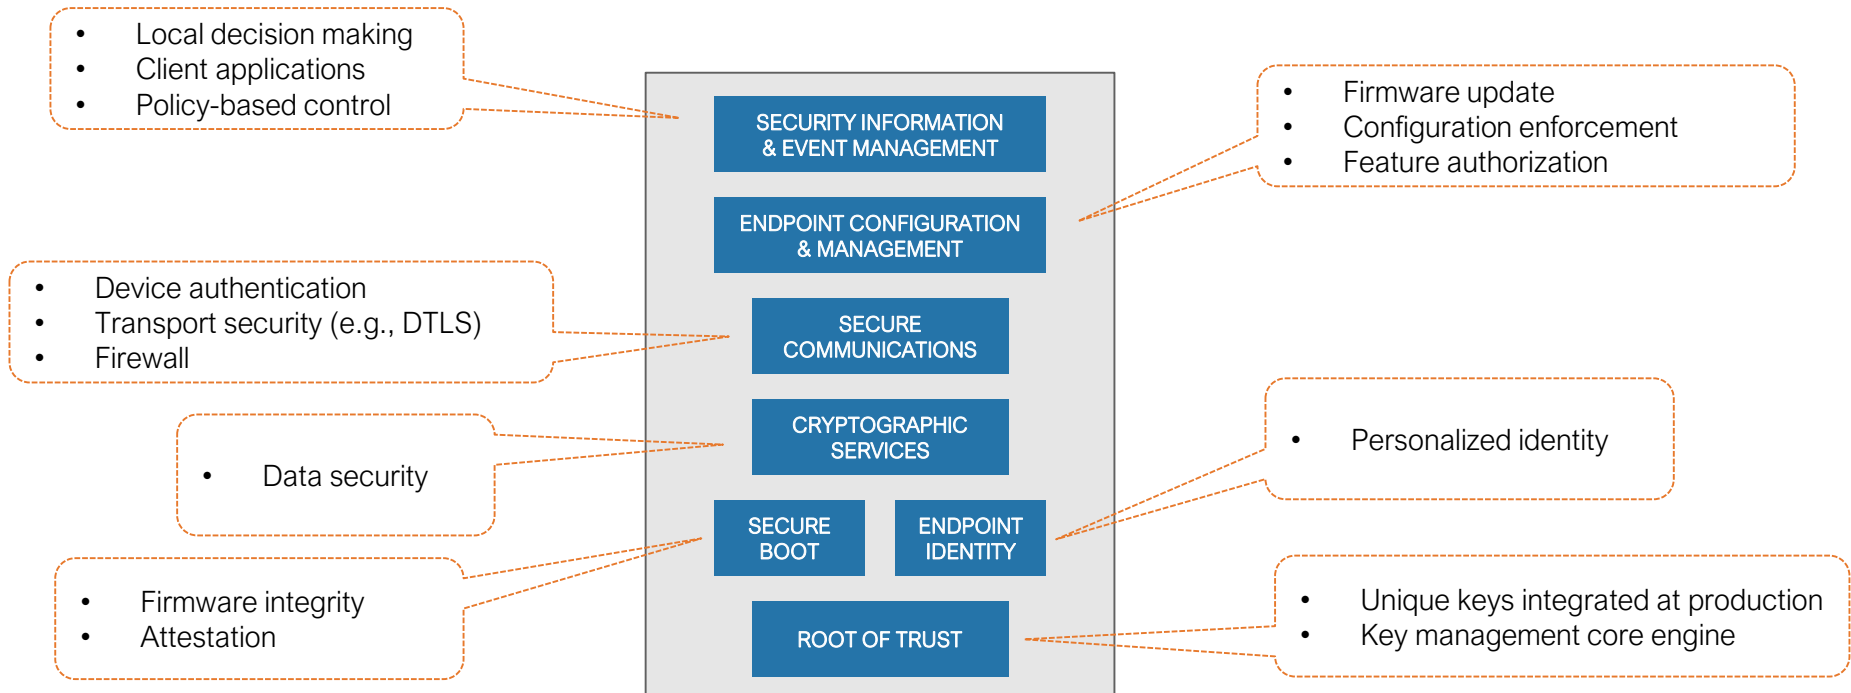 • Local decision making
• Client applications
• Policy-based control
SECURITY INFORMATION
& EVENT MANAGEMENT
• Firmware update
• Configuration enforcement
• Feature authorization
ENDPOINT CONFIGURATION
& MANAGEMENT
• Device authentication
• Transport security (e.g., DTLS)
• Firewall
SECURE
COMMUNICATIONS
• Data security
CRYPTOGRAPHIC
SERVICES
• Personalized identity
SECURE
BOOT
ENDPOINT
IDENTITY
• Firmware integrity
• Attestation
ROOT OF TRUST
• Unique keys integrated at production
• Key management core engine